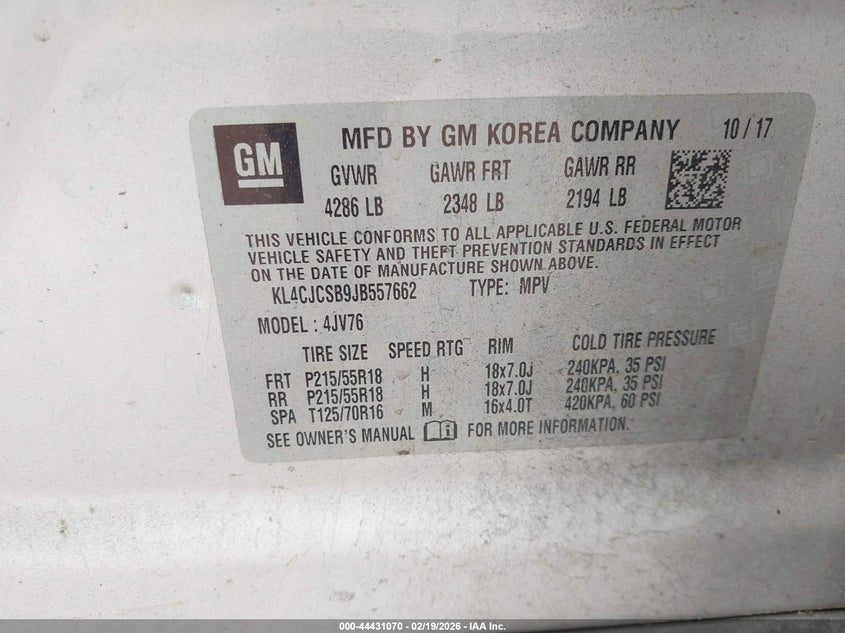 GM
MFD BY GM KOREA COMPANY 10 / 17
GVWR GAWR FRT GAWR RR
4286 LB 2348 LB 2194 LB
THIS VEHICLE CONFORMS TO ALL APPLICABLE U.S. FEDERAL MOTOR
VEHICLE SAFETY AND THEFT PREVENTION STANDARDS IN EFFECT
ON THE DATE OF MANUFACTURE SHOWN ABOVE.
KL4CJCSB9JB557662 TYPE: MPV
MODEL : 4JV76
TIRE SIZE SPEED RTG RIM COLD TIRE PRESSURE
FRT P215/55R18 H 18x7.0J 240KPA, 35 PSI
RR P215/55R18 H 18x7.0J 240KPA, 35 PSI
SPA T125/70R16 M 16x4.0T 420KPA, 60 PSI
SEE OWNER'S MANUAL FOR MORE INFORMATION.
000-44431070 - 02/19/2026 - IAA Inc.